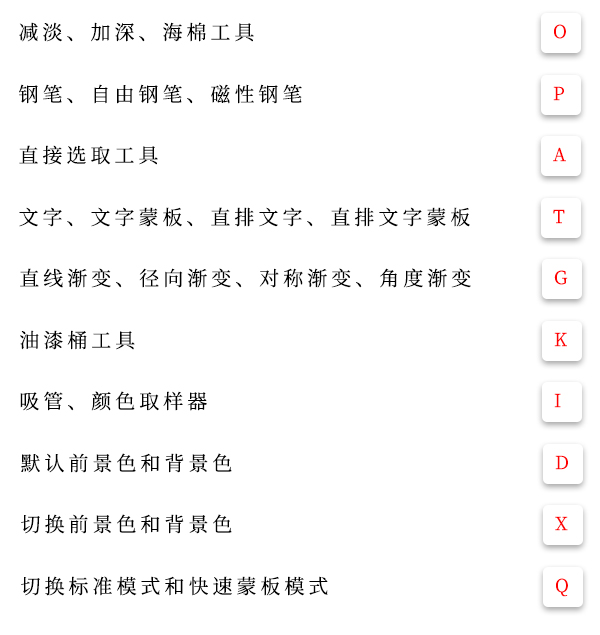 减淡、加深、海棉工具 O
钢笔、自由钢笔、磁性钢笔 P
直接选取工具 A
文字、文字蒙板、直排文字、直排文字蒙板 T
直线渐变、径向渐变、对称渐变、角度渐变 G
油漆桶工具 K
吸管、颜色取样器 I
默认前景色和背景色 D
切换前景色和背景色 X
切换标准模式和快速蒙板模式 Q